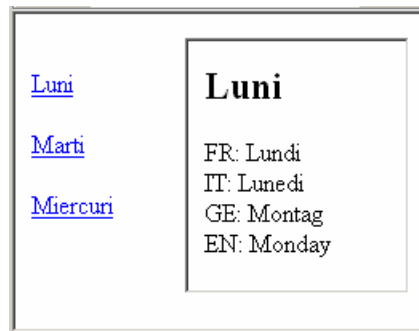 Luni
Marti
Miercuri
Luni
FR: Lundi
IT: Lunedi
GE: Montag
EN: Monday